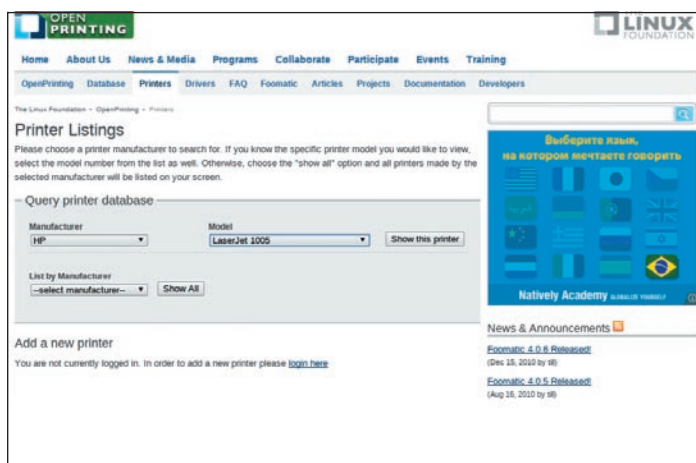 OPEN
PRINTING
THE
LINUX
FOUNDATION
Home About Us News & Media Programs Collaborate Participate Events Training
OpenPrinting Database Printers Drivers FAQ Foomatic Articles Projects Documentation Developers
The Linux Foundation - OpenPrinting - Printers
Printer Listings
Please choose a printer manufacturer to search for. If you know the specific printer model you would like to view,
select the model number from the list as well. Otherwise, choose the "show all" option and all printers made by the
selected manufacturer will be listed on your screen.
Query printer database
Manufacturer Model
HP LaserJet 1005 Show this printer
List by Manufacturer
--select manufacturer-- Show All
Add a new printer
You are not currently logged in. In order to add a new printer please login here
Выберите язык,
на котором мечтаете говорить
Natively Academy GLOBALIZE YOURSELF
News & Announcements
Foomatic 4.0.6 Released!
(Dec 15, 2010 by till)
Foomatic 4.0.5 Released!
(Aug 16, 2010 by till)